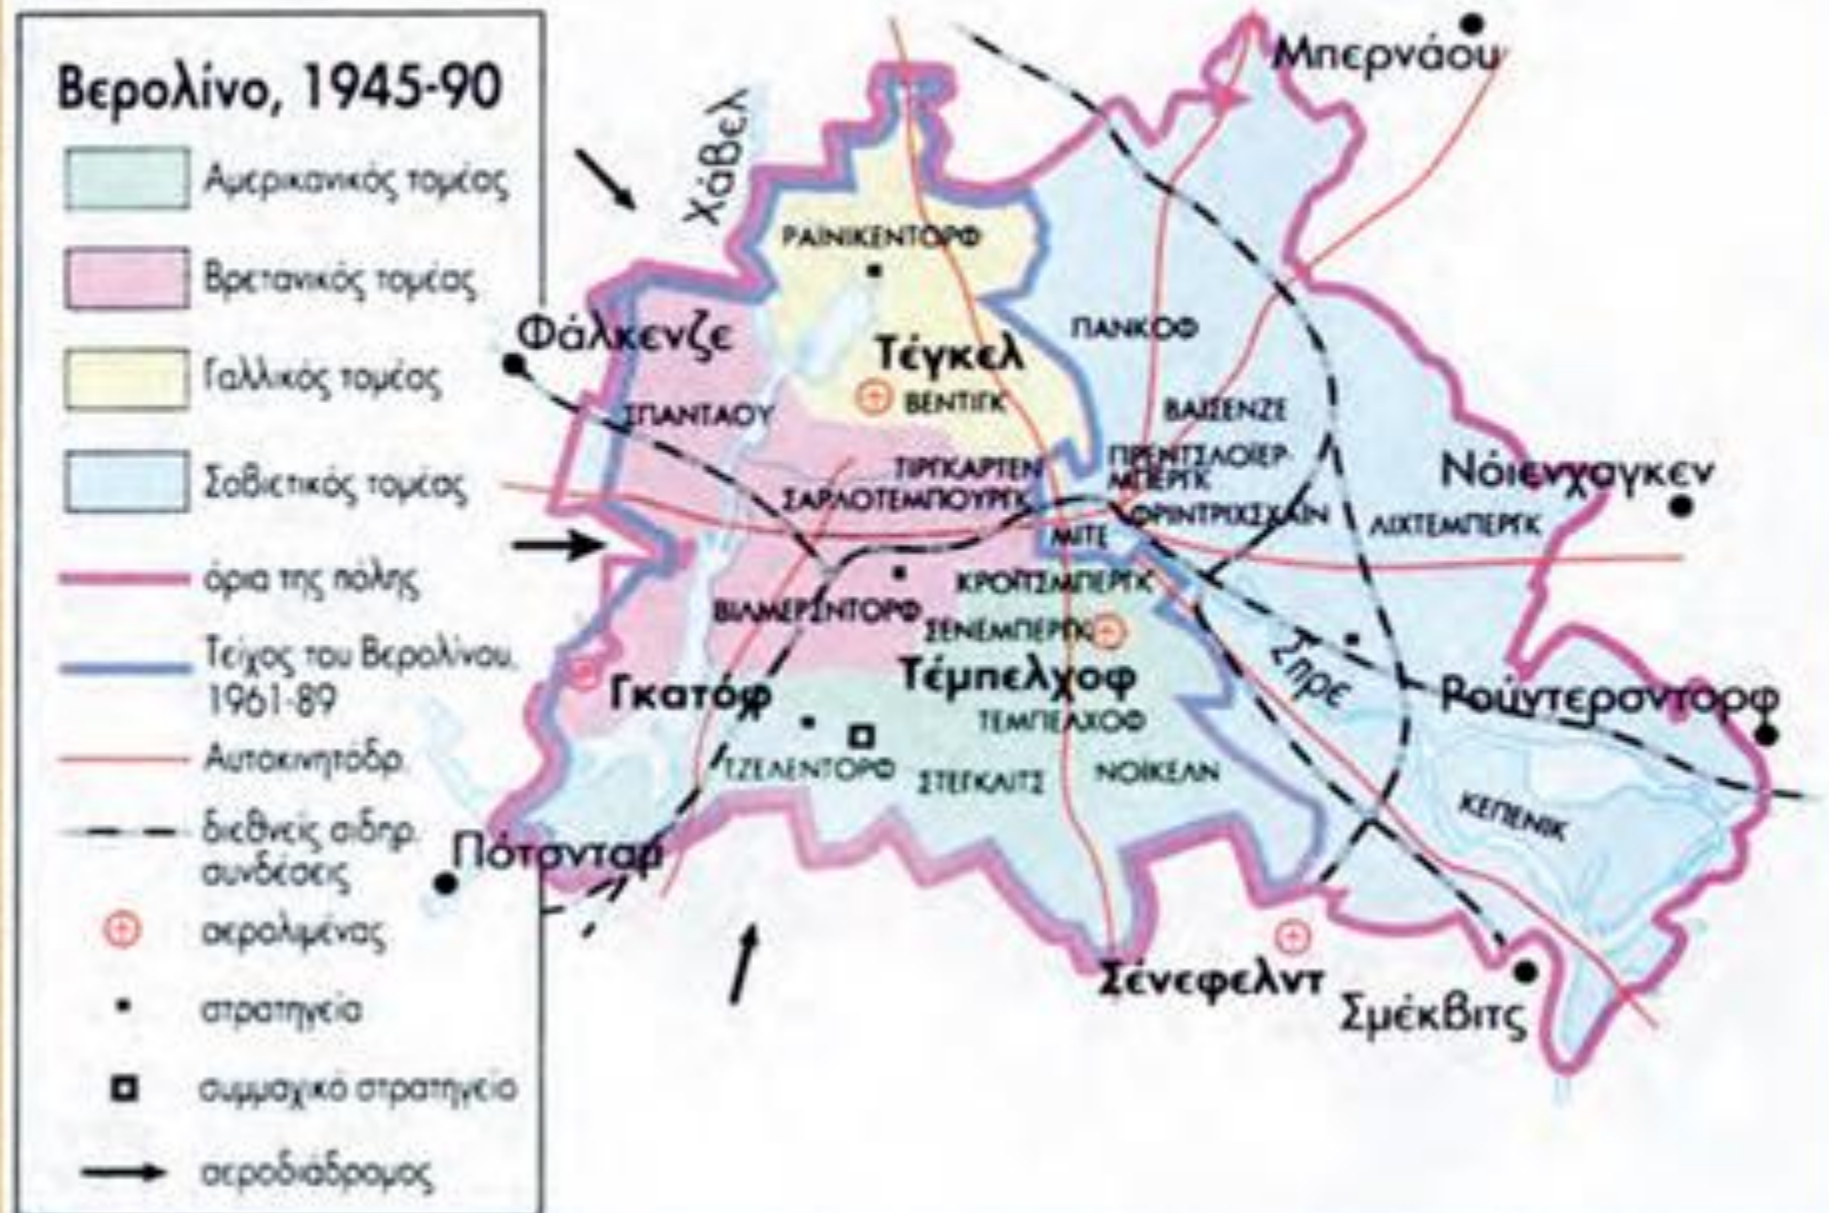 Βερολίνο, 1945-90
Αμερικανικός τομέας
Βρετανικός τομέας
Γαλλικός τομέας
Σοβιετικός τομέας
όρια της πόλης
Τείχος του Βερολίνου,
1961-89
Αυτοκινητόδρ.
διεθνείς σιδηρ.
συνδέσεις
αερολιμένας
στρατηγεία
συμμαχικό στρατηγείο
αεροδιάδρομος
Μπερνάου
Χάβελ
ΡΑΪΝΙΚΕΝΤΟΡΦ
Φάλκενζε
ΠΑΝΚΟΦ
Τέγκελ
ΒΕΝΤΙΓΚ
ΣΠΑΝΤΑΟΥ
ΒΑΪΣΕΝΖΕ
ΤΙΡΓΚΑΡΤΕΝ
ΠΡΕΝΤΣΛΟΪΕΡ-
ΜΠΕΡΓΚ
Νόιενχαγκεν
ΣΑΡΛΟΤΕΜΠΟΥΡΓΚ
ΦΡΙΝΤΡΙΧΣΧΑΪΝ
ΛΙΧΤΕΜΠΕΡΓΚ
ΜΙΤΕ
ΚΡΟΪΤΣΜΠΕΡΓΚ
ΒΙΛΜΕΡΣΝΤΟΡΦ
ΣΕΝΕΜΠΕΡΓΚ
Σπρε
Γκατόφ
Τέμπελχοφ
Ρούντερσντορφ
ΤΕΜΠΕΛΧΟΦ
ΤΖΕΛΕΝΤΟΡΦ
ΣΤΕΓΚΛΙΤΣ
ΝΟΪΚΕΛΝ
ΚΕΠΕΝΙΚ
Πότσνταμ
Σένεφελντ
Σμέκβιτς